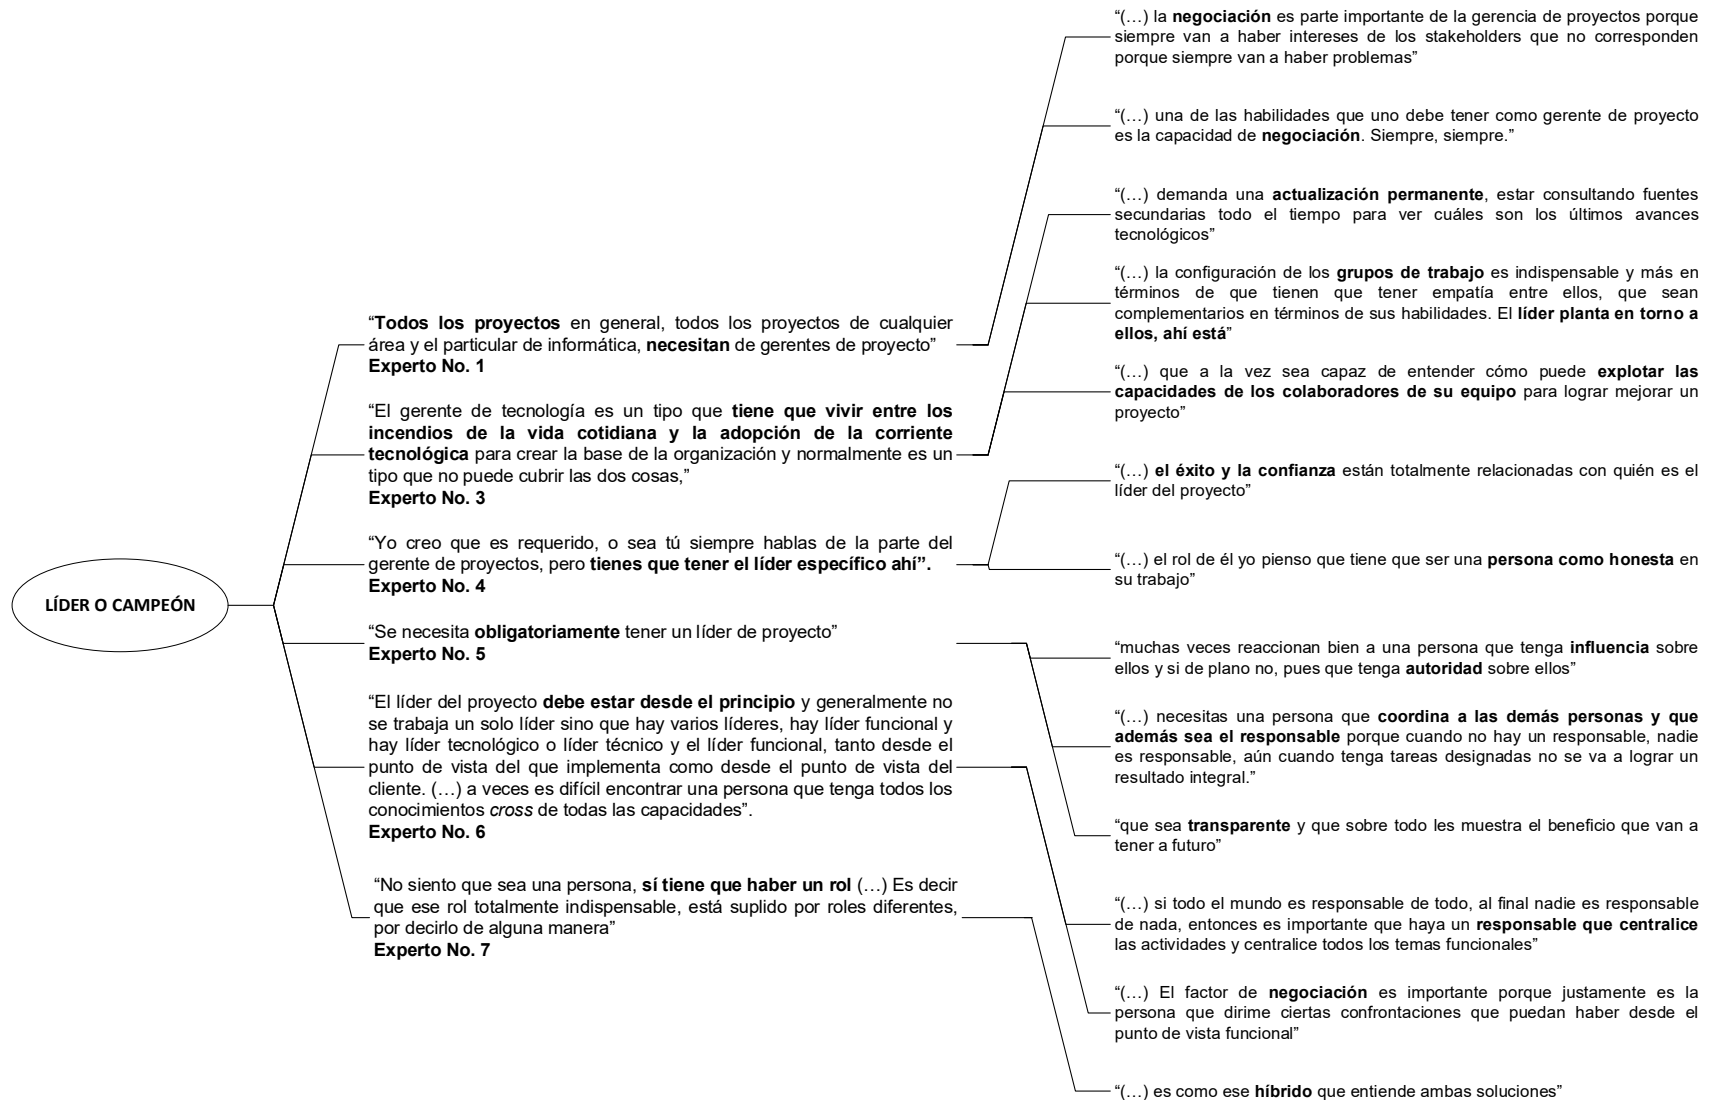 LÍDER O CAMPEÓN
“Todos los proyectos en general, todos los proyectos de cualquier
área y el particular de informática, necesitan de gerentes de proyecto”
Experto No. 1
“El gerente de tecnología es un tipo que tiene que vivir entre los
incendios de la vida cotidiana y la adopción de la corriente
tecnológica para crear la base de la organización y normalmente es un
tipo que no puede cubrir las dos cosas,”
Experto No. 3
“Yo creo que es requerido, o sea tú siempre hablas de la parte del
gerente de proyectos, pero tienes que tener el líder específico ahí”.
Experto No. 4
“Se necesita obligatoriamente tener un líder de proyecto”
Experto No. 5
“El líder del proyecto debe estar desde el principio y generalmente no
se trabaja un solo líder sino que hay varios líderes, hay líder funcional y
hay líder tecnológico o líder técnico y el líder funcional, tanto desde el
punto de vista del que implementa como desde el punto de vista del
cliente. (…) a veces es difícil encontrar una persona que tenga todos los
conocimientos cross de todas las capacidades”.
Experto No. 6
“No siento que sea una persona, sí tiene que haber un rol (…) Es decir
que ese rol totalmente indispensable, está suplido por roles diferentes,
por decirlo de alguna manera”
Experto No. 7
“(…) la negociación es parte importante de la gerencia de proyectos porque
siempre van a haber intereses de los stakeholders que no corresponden
porque siempre van a haber problemas”
“(…) una de las habilidades que uno debe tener como gerente de proyecto
es la capacidad de negociación. Siempre, siempre.”
“(…) demanda una actualización permanente, estar consultando fuentes
secundarias todo el tiempo para ver cuáles son los últimos avances
tecnológicos”
“(…) la configuración de los grupos de trabajo es indispensable y más en
términos de que tienen que tener empatía entre ellos, que sean
complementarios en términos de sus habilidades. El líder planta en torno a
ellos, ahí está”
“(…) que a la vez sea capaz de entender cómo puede explotar las
capacidades de los colaboradores de su equipo para lograr mejorar un
proyecto”
“(…) el éxito y la confianza están totalmente relacionadas con quién es el
líder del proyecto”
“(…) el rol de él yo pienso que tiene que ser una persona como honesta en
su trabajo”
“muchas veces reaccionan bien a una persona que tenga influencia sobre
ellos y si de plano no, pues que tenga autoridad sobre ellos”
“(…) necesitas una persona que coordina a las demás personas y que
además sea el responsable porque cuando no hay un responsable, nadie
es responsable, aún cuando tenga tareas designadas no se va a lograr un
resultado integral.”
“que sea transparente y que sobre todo les muestra el beneficio que van a
tener a futuro”
“(…) si todo el mundo es responsable de todo, al final nadie es responsable
de nada, entonces es importante que haya un responsable que centralice
las actividades y centralice todos los temas funcionales”
“(…) El factor de negociación es importante porque justamente es la
persona que dirime ciertas confrontaciones que puedan haber desde el
punto de vista funcional”
“(…) es como ese híbrido que entiende ambas soluciones”